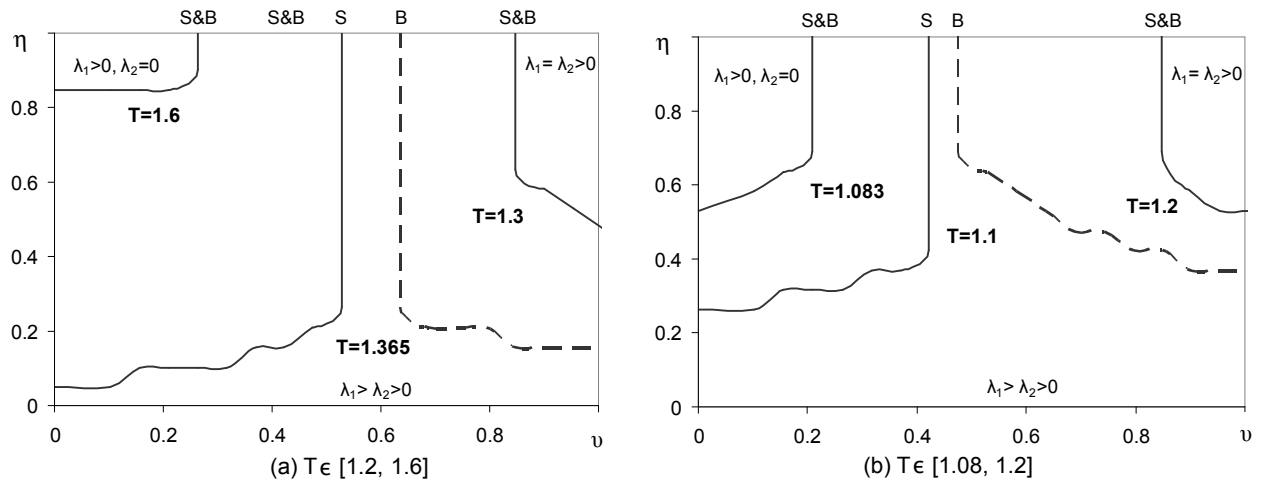 S&B S&B S B S&B
η
λ₁>0, λ₂=0
λ₁= λ₂>0
0.8
T=1.6
0.6
T=1.3
0.4
0.2
T=1.365
λ₁> λ₂>0
0
0 0.2 0.4 0.6 0.8 υ
(a) Tϵ [1.2, 1.6]
S&B S B S&B
η
λ₁>0, λ₂=0
λ₁= λ₂>0
0.8
0.6
T=1.083
T=1.2
T=1.1
0.4
0.2
λ₁> λ₂>0
0
0 0.2 0.4 0.6 0.8 υ
(b) Tϵ [1.08, 1.2]